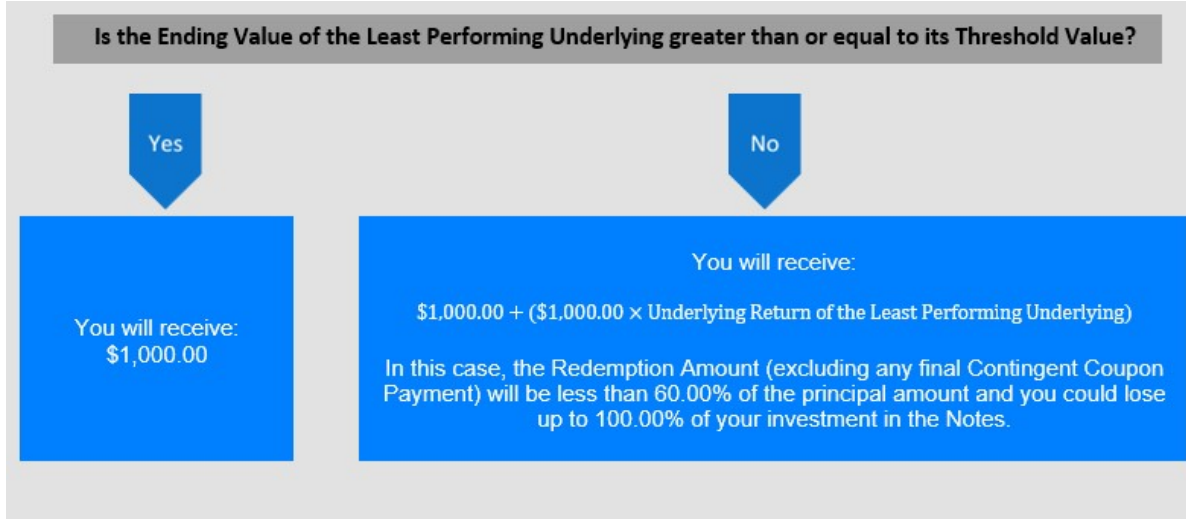 Is the Ending Value of the Least Performing Underlying greater than or equal to its Threshold Value?
Yes
No
You will receive:
$1,000.00
You will receive:
$1,000.00 + ($1,000.00 × Underlying Return of the Least Performing Underlying)
In this case, the Redemption Amount (excluding any final Contingent Coupon
Payment) will be less than 60.00% of the principal amount and you could lose
up to 100.00% of your investment in the Notes.